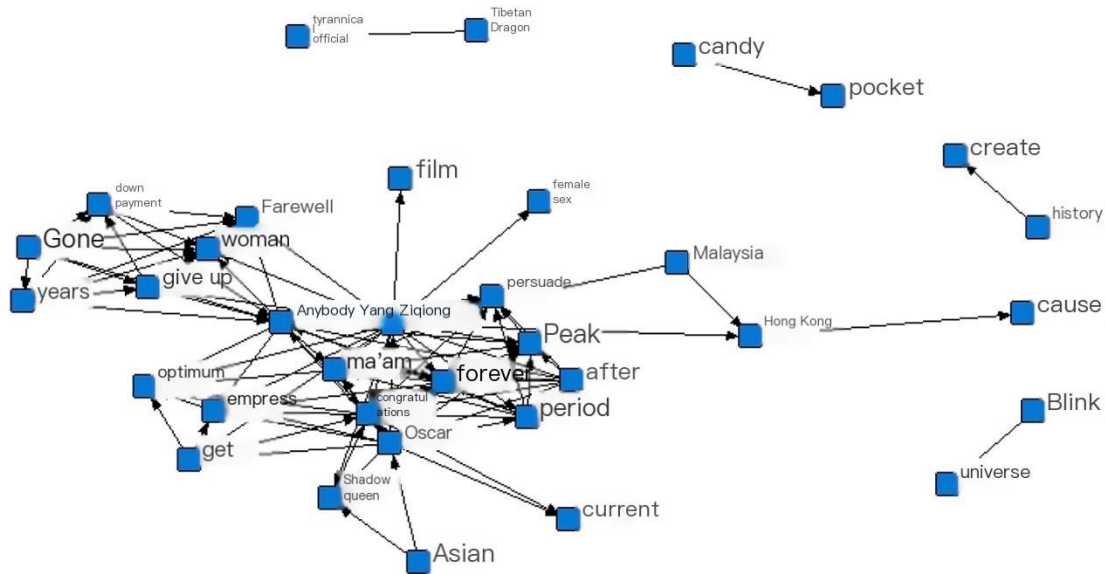 tyrannica
l
official
Tibetan
Dragon
candy
pocket
create
history
film
female
sex
down
payment
Farewell
Gone
woman
years
give up
Malaysia
persuade
Anybody Yang Ziqiong
Peak
Hong Kong
cause
ma'am
forever
after
optimum
empress
congratul
ations
period
Oscar
get
Blink
universe
Shadow
queen
current
Asian